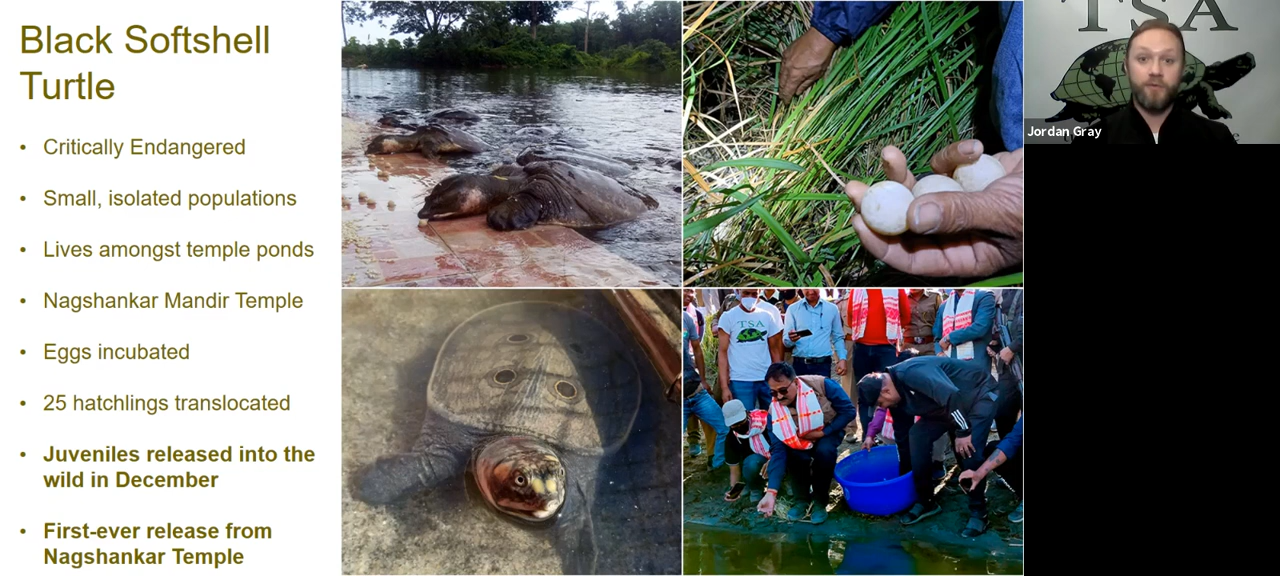 Black Softshell
Turtle
• Critically Endangered
• Small, isolated populations
• Lives amongst temple ponds
• Nagshankar Mandir Temple
• Eggs incubated
• 25 hatchlings translocated
• Juveniles released into the
wild in December
• First-ever release from
Nagshankar Temple
TSA
Jordan Gray
TSA